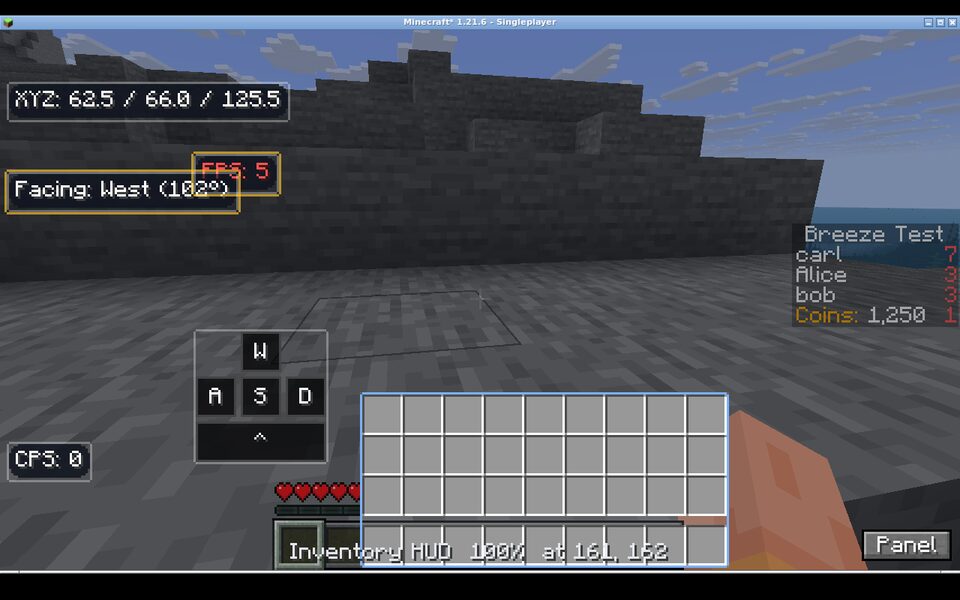 Minecraft* 1.21.6 - Singleplayer
XYZ: 62.5 / 66.0 / 125.5
FPS: 5
Facing: West (102°)
Breeze Test
carl 7
Alice 3
bob 3
Coins: 1,250 1
W
A S D
^
CPS: 0
Inventory HUD 100% at 161, 162
Panel